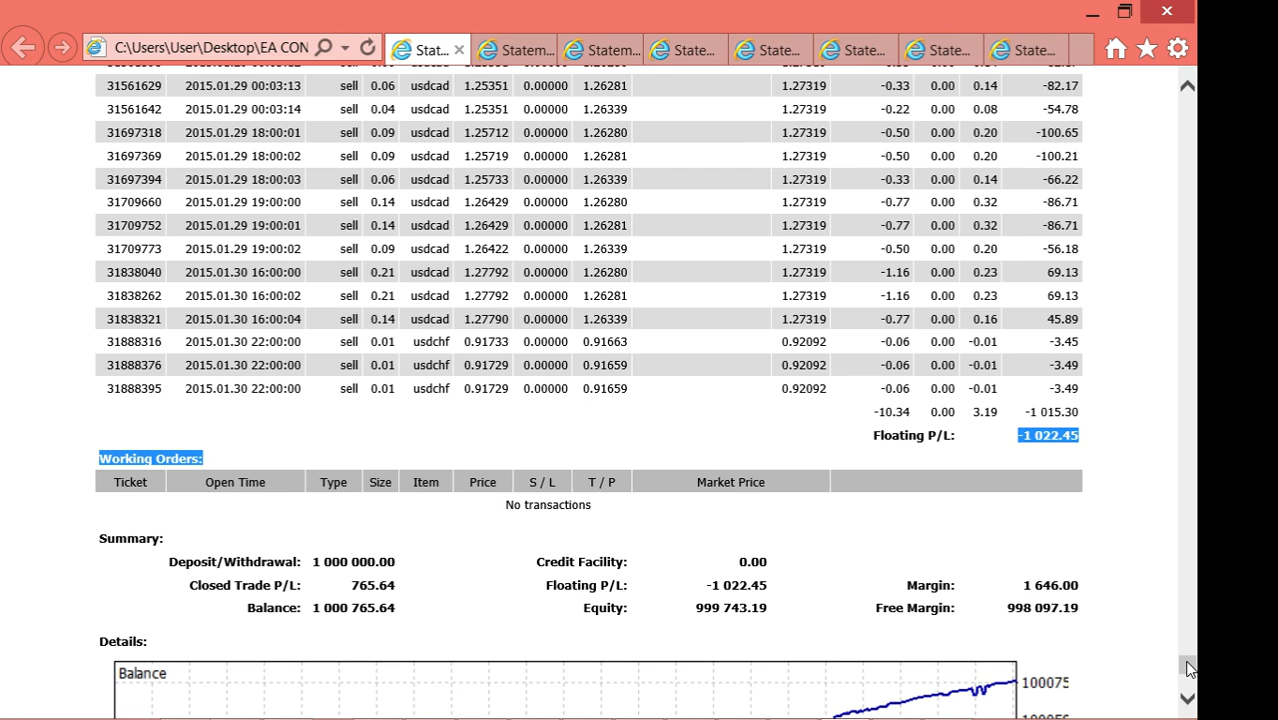 C:\Users\User\Desktop\EA CON Stat... Statem... Statem... State... State... State... State... State...
31561629 2015.01.29 00:03:13 sell 0.06 usdcad 1.25351 0.00000 1.26281 1.27319 -0.33 0.00 0.14 -82.17
31561642 2015.01.29 00:03:14 sell 0.04 usdcad 1.25351 0.00000 1.26339 1.27319 -0.22 0.00 0.08 -54.78
31697318 2015.01.29 18:00:01 sell 0.09 usdcad 1.25712 0.00000 1.26280 1.27319 -0.50 0.00 0.20 -100.65
31697369 2015.01.29 18:00:02 sell 0.09 usdcad 1.25719 0.00000 1.26281 1.27319 -0.50 0.00 0.20 -100.21
31697394 2015.01.29 18:00:03 sell 0.06 usdcad 1.25733 0.00000 1.26339 1.27319 -0.33 0.00 0.14 -66.22
31709660 2015.01.29 19:00:00 sell 0.14 usdcad 1.26429 0.00000 1.26280 1.27319 -0.77 0.00 0.32 -86.71
31709752 2015.01.29 19:00:01 sell 0.14 usdcad 1.26429 0.00000 1.26281 1.27319 -0.77 0.00 0.32 -86.71
31709773 2015.01.29 19:00:02 sell 0.09 usdcad 1.26422 0.00000 1.26339 1.27319 -0.50 0.00 0.20 -56.18
31838040 2015.01.30 16:00:00 sell 0.21 usdcad 1.27792 0.00000 1.26280 1.27319 -1.16 0.00 0.23 69.13
31838262 2015.01.30 16:00:02 sell 0.21 usdcad 1.27792 0.00000 1.26281 1.27319 -1.16 0.00 0.23 69.13
31838321 2015.01.30 16:00:04 sell 0.14 usdcad 1.27790 0.00000 1.26339 1.27319 -0.77 0.00 0.16 45.89
31888316 2015.01.30 22:00:00 sell 0.01 usdchf 0.91733 0.00000 0.91663 0.92092 -0.06 0.00 -0.01 -3.45
31888376 2015.01.30 22:00:00 sell 0.01 usdchf 0.91729 0.00000 0.91659 0.92092 -0.06 0.00 -0.01 -3.49
31888395 2015.01.30 22:00:00 sell 0.01 usdchf 0.91729 0.00000 0.91659 0.92092 -0.06 0.00 -0.01 -3.49
-10.34 0.00 3.19 -1 015.30
Floating P/L: -1 022.45
Working Orders:
Ticket Open Time Type Size Item Price S / L T / P Market Price
No transactions
Summary:
Deposit/Withdrawal: 1 000 000.00 Credit Facility: 0.00
Closed Trade P/L: 765.64 Floating P/L: -1 022.45 Margin: 1 646.00
Balance: 1 000 765.64 Equity: 999 743.19 Free Margin: 998 097.19
Details:
Balance
100075